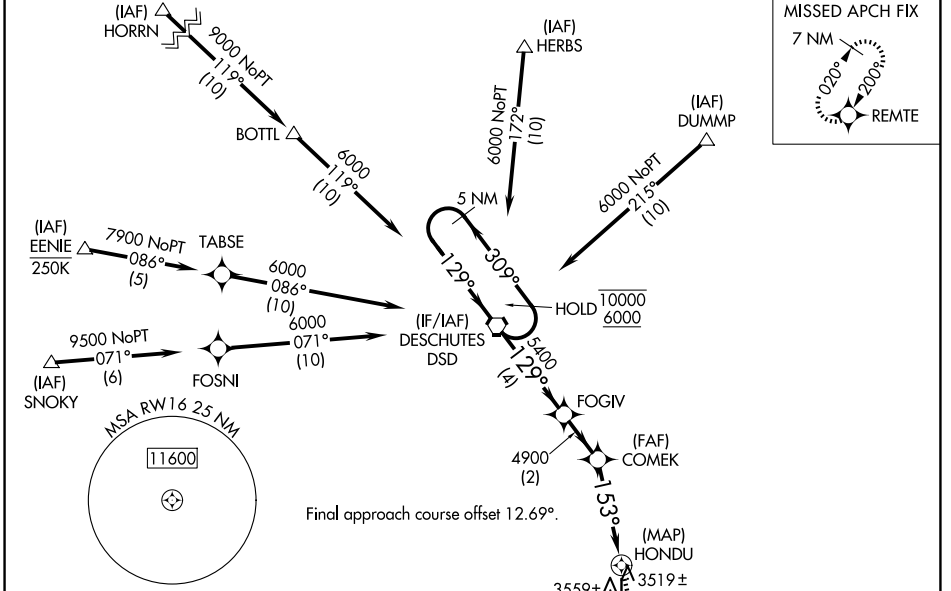 (IAF)
HORRN
9000 NoPT
119°
(10)
BOTTL
6000
119°
(10)
(IAF)
HERBS
6000 NoPT
172°
(10)
(IAF)
DUMMP
6000 NoPT
215°
(10)
MISSED APCH FIX
7 NM
020°
200°
REMTE
(IAF)
EENIE
250K
7900 NoPT
086°
(5)
TABSE
6000
086°
(10)
5 NM
129°
309°
HOLD
10000
6000
(IF/IAF)
DESCHUTES
DSD
(IAF)
SNOKY
9500 NoPT
071°
(6)
FOSNI
6000
071°
(10)
5400
129°
(4)
FOGIV
4900
(2)
(FAF)
COMEK
153°
(MAP)
HONDU
3559±
3519±
MSA RW16 25 NM
11600
Final approach course offset 12.69°.